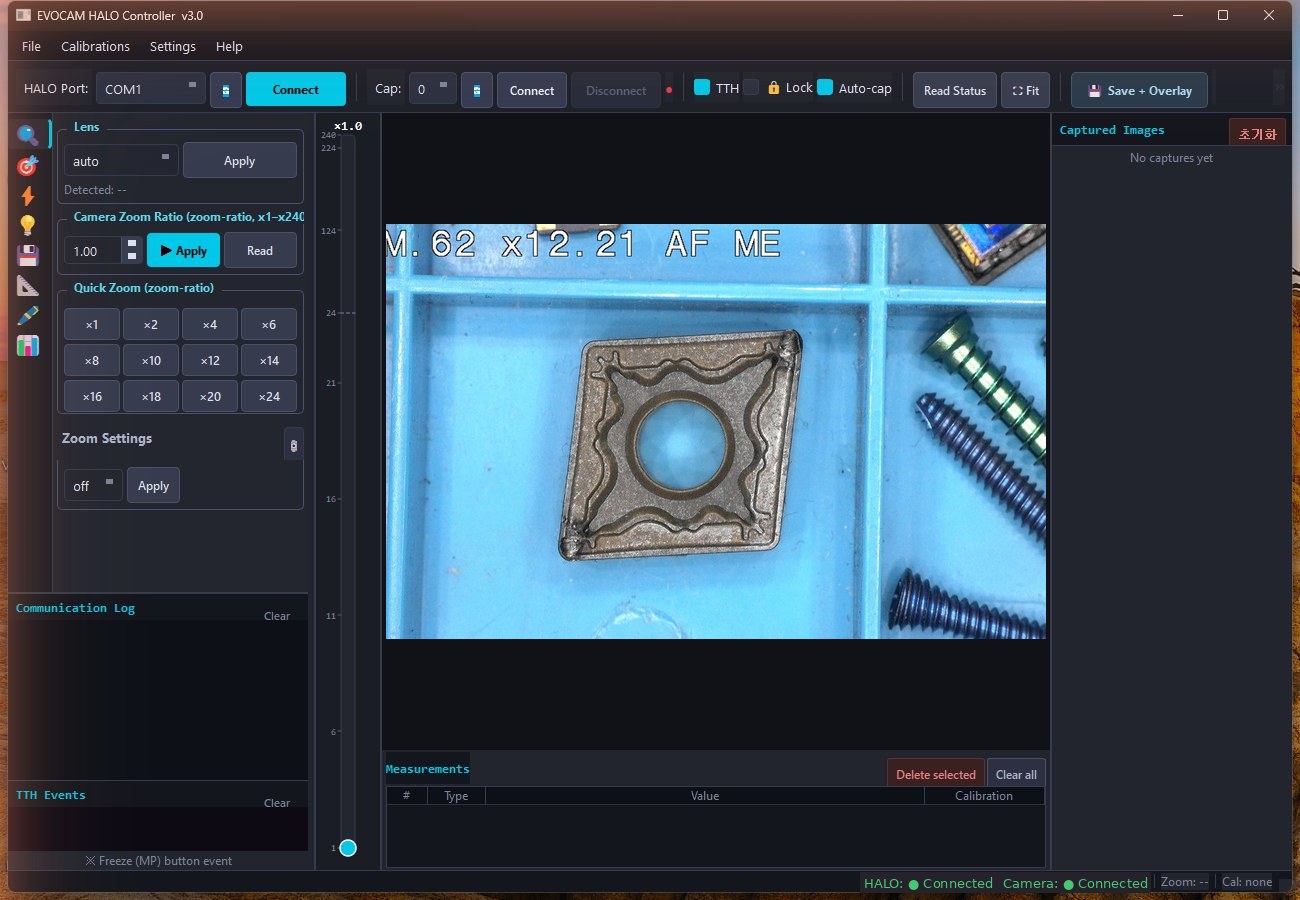 EVOCAM HALO Controller v3.0
File Calibrations Settings Help
HALO Port: COM1 Connect Cap: 0 Connect Disconnect TTH Lock Auto-cap Read Status Fit Save + Overlay
Lens
auto Apply
Detected: --
Camera Zoom Ratio (zoom-ratio, x1~x240
1.00 ▶ Apply Read
Quick Zoom (zoom-ratio)
×1 ×2 ×4 ×6
×8 ×10 ×12 ×14
×16 ×18 ×20 ×24
Zoom Settings
off Apply
Communication Log Clear
TTH Events Clear
※ Freeze (MP) button event
x1.0
240
224
124
24
21
16
11
6
1
M.62 x12.21 AF ME
Measurements Delete selected Clear all
# Type Value Calibration
Captured Images 초기화
No captures yet
HALO: ● Connected Camera: ● Connected Zoom: -- Cal: none